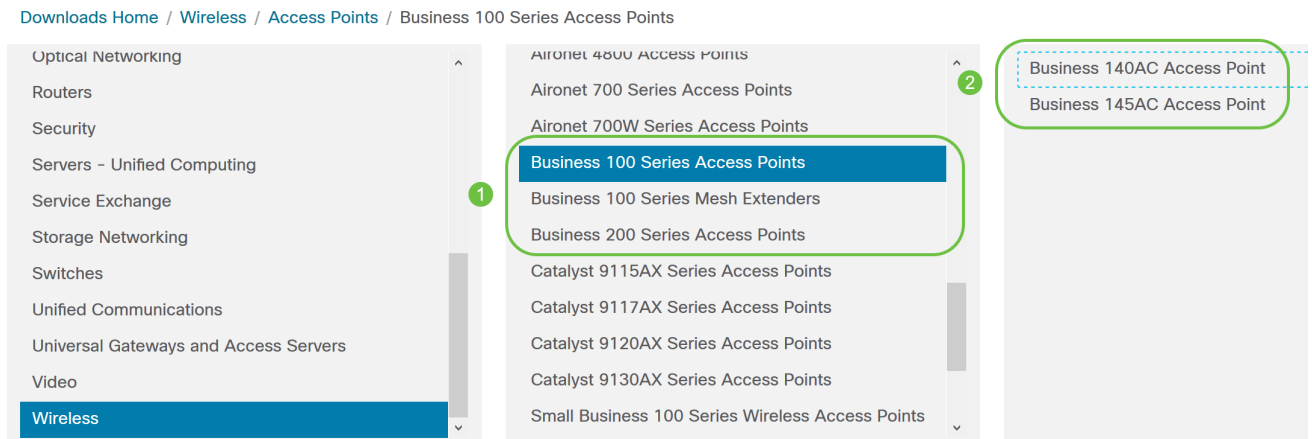 Downloads Home / Wireless / Access Points / Business 100 Series Access Points
Optical Networking
Routers
Security
Servers - Unified Computing
Service Exchange
Storage Networking
Switches
Unified Communications
Universal Gateways and Access Servers
Video
Wireless
1
Aironet 4800 Access Points
Aironet 700 Series Access Points
Aironet 700W Series Access Points
Business 100 Series Access Points
Business 100 Series Mesh Extenders
Business 200 Series Access Points
Catalyst 9115AX Series Access Points
Catalyst 9117AX Series Access Points
Catalyst 9120AX Series Access Points
Catalyst 9130AX Series Access Points
Small Business 100 Series Wireless Access Points
2
Business 140AC Access Point
Business 145AC Access Point